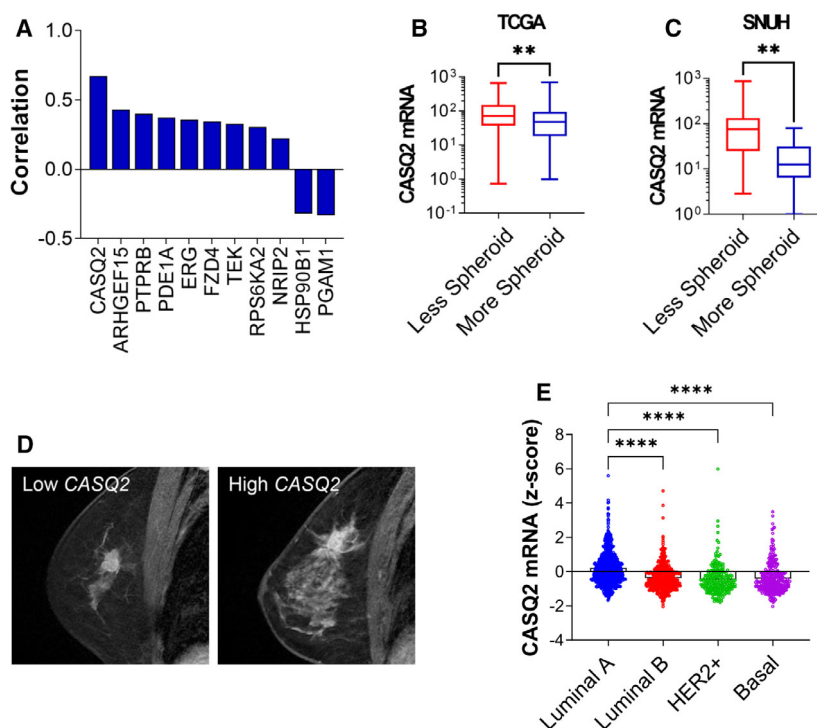 A
Correlation
1.0
0.5
0.0
-0.5
CASQ2
ARHGEF15
PTPRB
PDE1A
ERG
FZD4
TEK
RPS6KA2
NRIP2
HSP90B1
PGAM1
B
TCGA
**
CASQ2 mRNA
10³
10²
10¹
10⁰
10⁻¹
Less Spheroid
More Spheroid
C
SNUH
**
CASQ2 mRNA
10³
10²
10¹
10⁰
Less Spheroid
More Spheroid
D
Low CASQ2
High CASQ2
E
****
****
****
CASQ2 mRNA (z-score)
8
6
4
2
0
-2
-4
Luminal A
Luminal B
HER2+
Basal